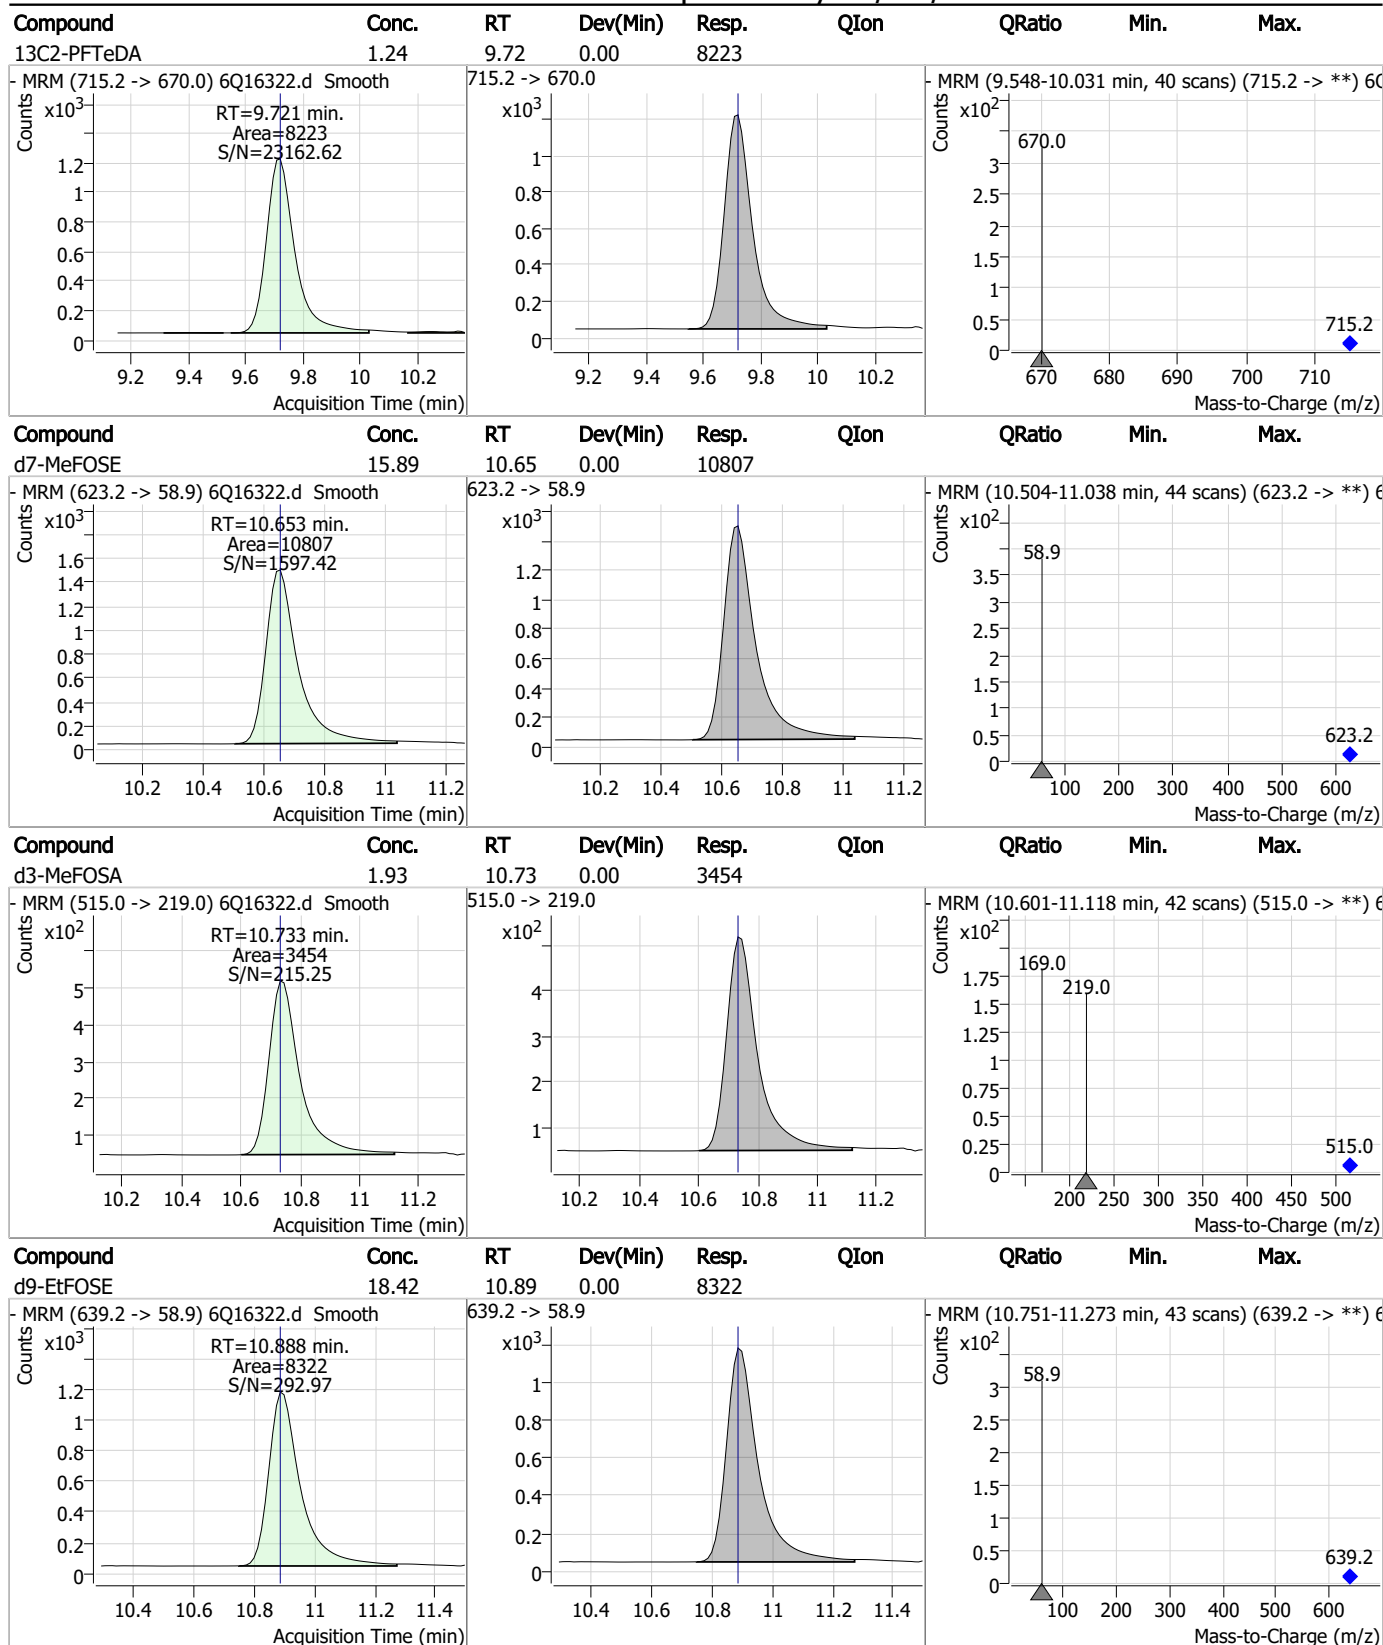 Compound Conc. RT Dev(Min) Resp. QIon QRatio Min. Max.
13C2-PFTeDA 1.24 9.72 0.00 8223
- MRM (715.2 -> 670.0) 6Q16322.d Smooth 715.2 -> 670.0 - MRM (9.548-10.031 min, 40 scans) (715.2 -> **)
Counts x10³ x10³ Counts x10²
RT=9.721 min.
Area=8223
S/N=23162.62
1.2 1 0.8 0.6 0.4 0.2 0
1 0.8 0.6 0.4 0.2 0
670.0
3 2.5 2 1.5 1 0.5 0
715.2
9.2 9.4 9.6 9.8 10 10.2 9.2 9.4 9.6 9.8 10 10.2 670 680 690 700 710
Acquisition Time (min) Mass-to-Charge (m/z)
Compound Conc. RT Dev(Min) Resp. QIon QRatio Min. Max.
d7-MeFOSE 15.89 10.65 0.00 10807
- MRM (623.2 -> 58.9) 6Q16322.d Smooth 623.2 -> 58.9 - MRM (10.504-11.038 min, 44 scans) (623.2 -> **)
Counts x10³ x10³ Counts x10²
RT=10.653 min.
Area=10807
S/N=1597.42
1.6 1.4 1.2 1 0.8 0.6 0.4 0.2 0
1.2 1 0.8 0.6 0.4 0.2 0
58.9
3.5 3 2.5 2 1.5 1 0.5 0
623.2
10.2 10.4 10.6 10.8 11 11.2 10.2 10.4 10.6 10.8 11 11.2 100 200 300 400 500 600
Acquisition Time (min) Mass-to-Charge (m/z)
Compound Conc. RT Dev(Min) Resp. QIon QRatio Min. Max.
d3-MeFOSA 1.93 10.73 0.00 3454
- MRM (515.0 -> 219.0) 6Q16322.d Smooth 515.0 -> 219.0 - MRM (10.601-11.118 min, 42 scans) (515.0 -> **)
Counts x10² x10² Counts x10²
RT=10.733 min.
Area=3454
S/N=215.25
5 4 3 2 1
4 3 2 1
169.0
219.0
1.75 1.5 1.25 1 0.75 0.5 0.25 0
515.0
10.2 10.4 10.6 10.8 11 11.2 10.2 10.4 10.6 10.8 11 11.2 200 250 300 350 400 450 500
Acquisition Time (min) Mass-to-Charge (m/z)
Compound Conc. RT Dev(Min) Resp. QIon QRatio Min. Max.
d9-EtFOSE 18.42 10.89 0.00 8322
- MRM (639.2 -> 58.9) 6Q16322.d Smooth 639.2 -> 58.9 - MRM (10.751-11.273 min, 43 scans) (639.2 -> **)
Counts x10³ x10³ Counts x10²
RT=10.888 min.
Area=8322
S/N=292.97
1.2 1 0.8 0.6 0.4 0.2 0
1 0.8 0.6 0.4 0.2 0
58.9
3 2.5 2 1.5 1 0.5 0
639.2
10.4 10.6 10.8 11 11.2 11.4 10.4 10.6 10.8 11 11.2 11.4 100 200 300 400 500 600
Acquisition Time (min) Mass-to-Charge (m/z)